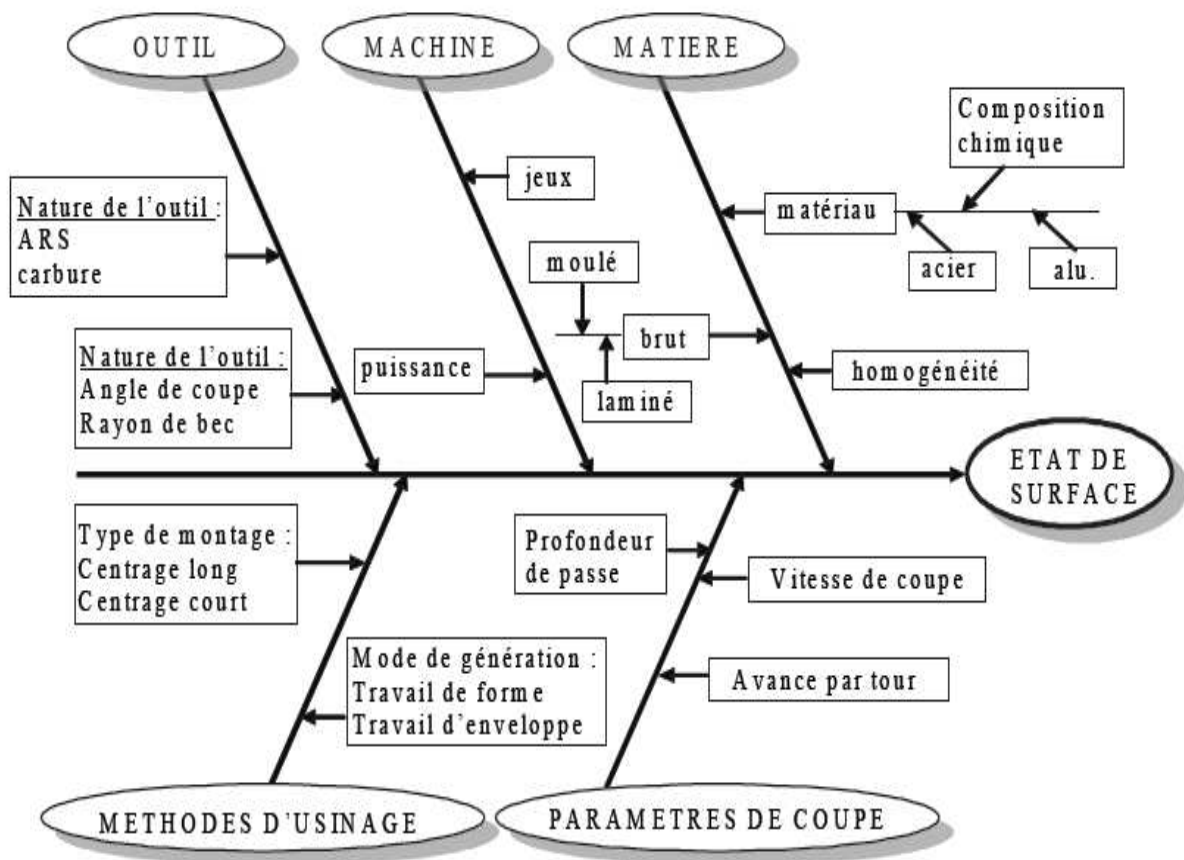 OUTIL
MACHINE
MATIERE
Composition
chimique
jeux
matériau
Nature de l'outil :
ARS
carbure
moulé
acier
alu.
brut
Nature de l'outil :
Angle de coupe
Rayon de bec
puissance
homogénéité
laminé
ETAT DE
SURFACE
Type de montage :
Centrage long
Centrage court
Profondeur
de passe
Vitesse de coupe
Mode de génération :
Travail de forme
Travail d'enveloppe
Avance par tour
METHODES D'USINAGE
PARAMETRES DE COUPE